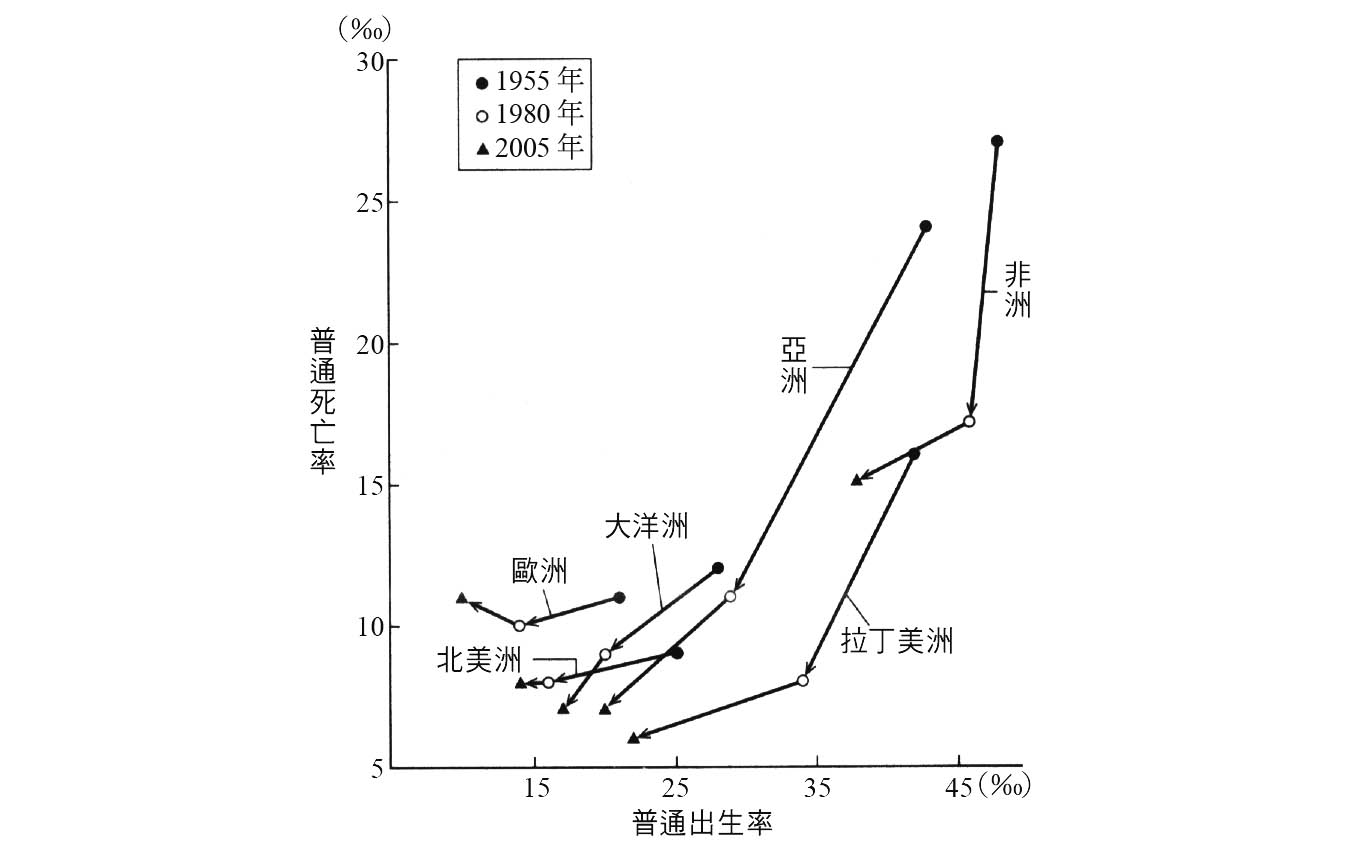 (‰)
30
● 1955 年
○ 1980 年
▲ 2005 年
25
非洲
20
亞洲
普通死亡率
15
大洋洲
歐洲
10
拉丁美洲
北美洲
5
15
25
35
45(‰)
普通出生率